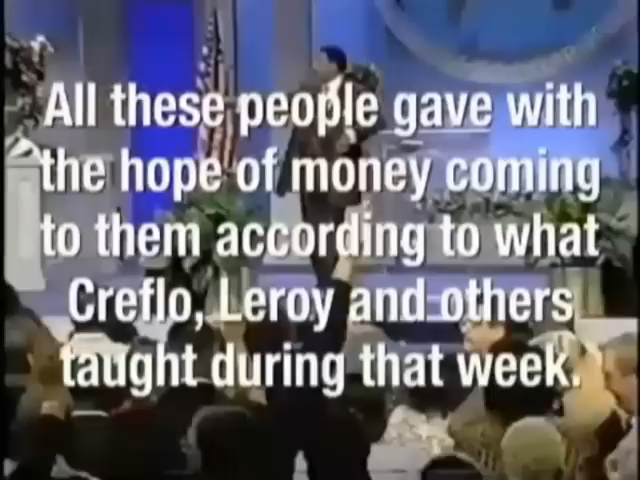 All these people gave with
the hope of money coming
to them according to what
Creflo, Leroy and others
taught during that week.